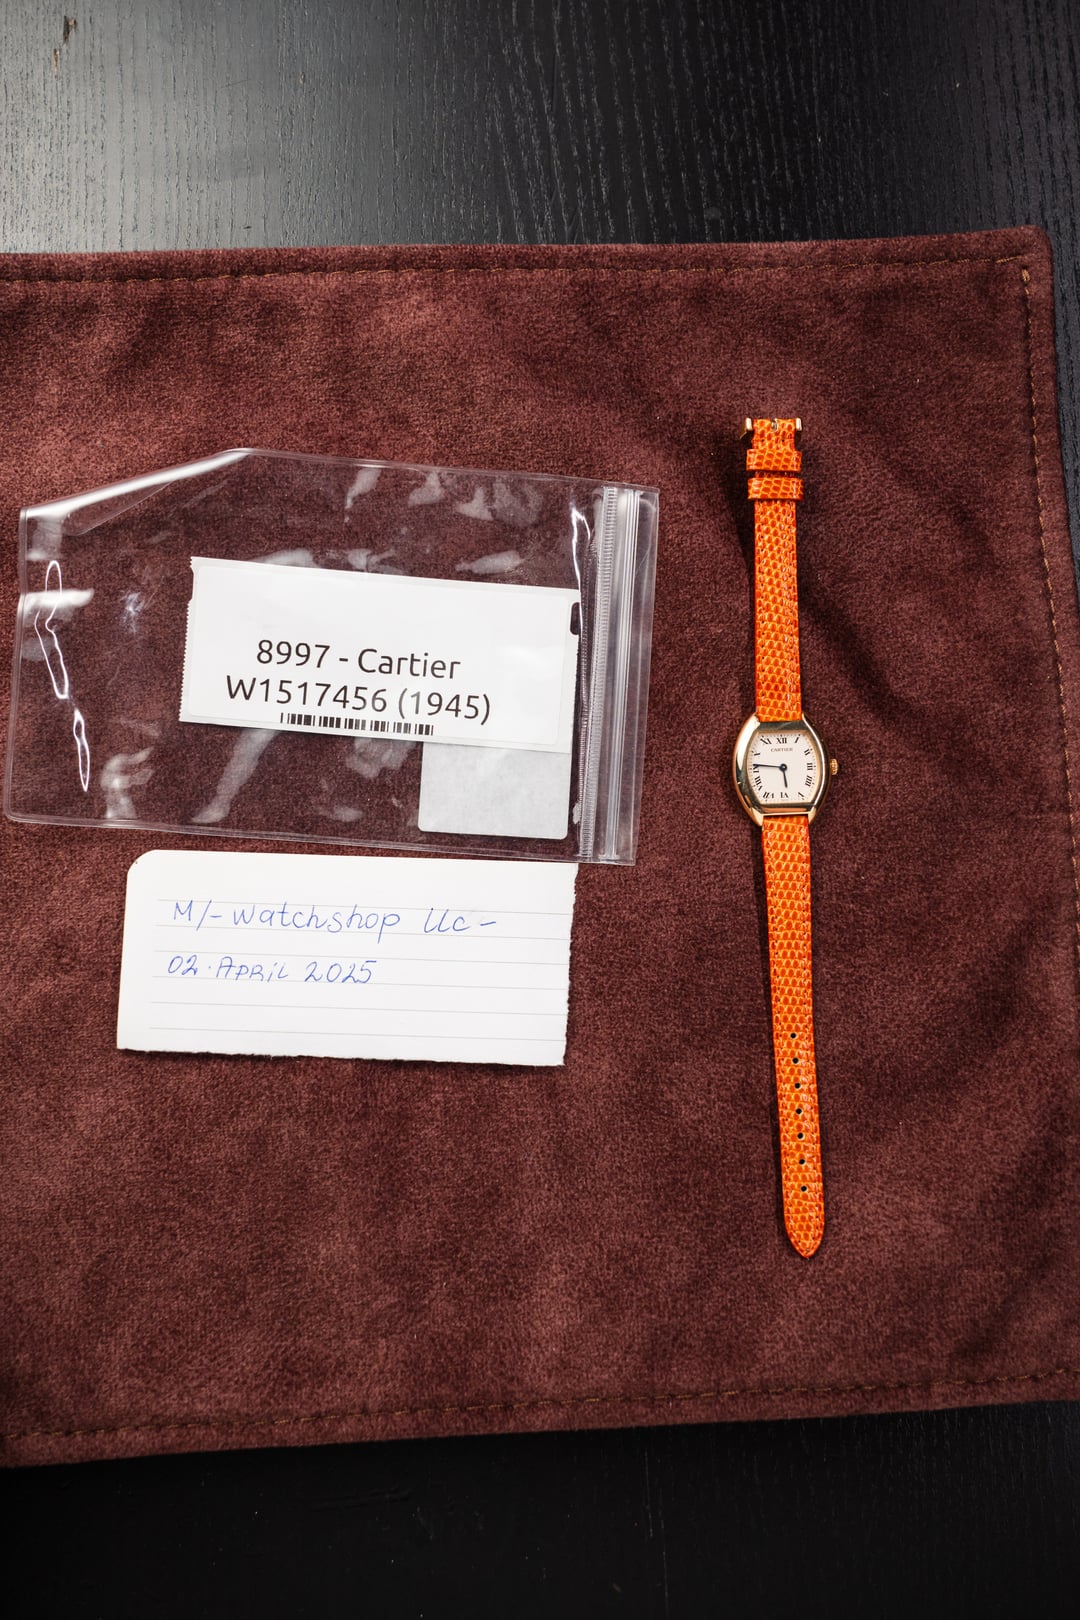 8997 - Cartier
W1517456 (1945)
M/- watchshop llc -
02. April 2025
CARTIER